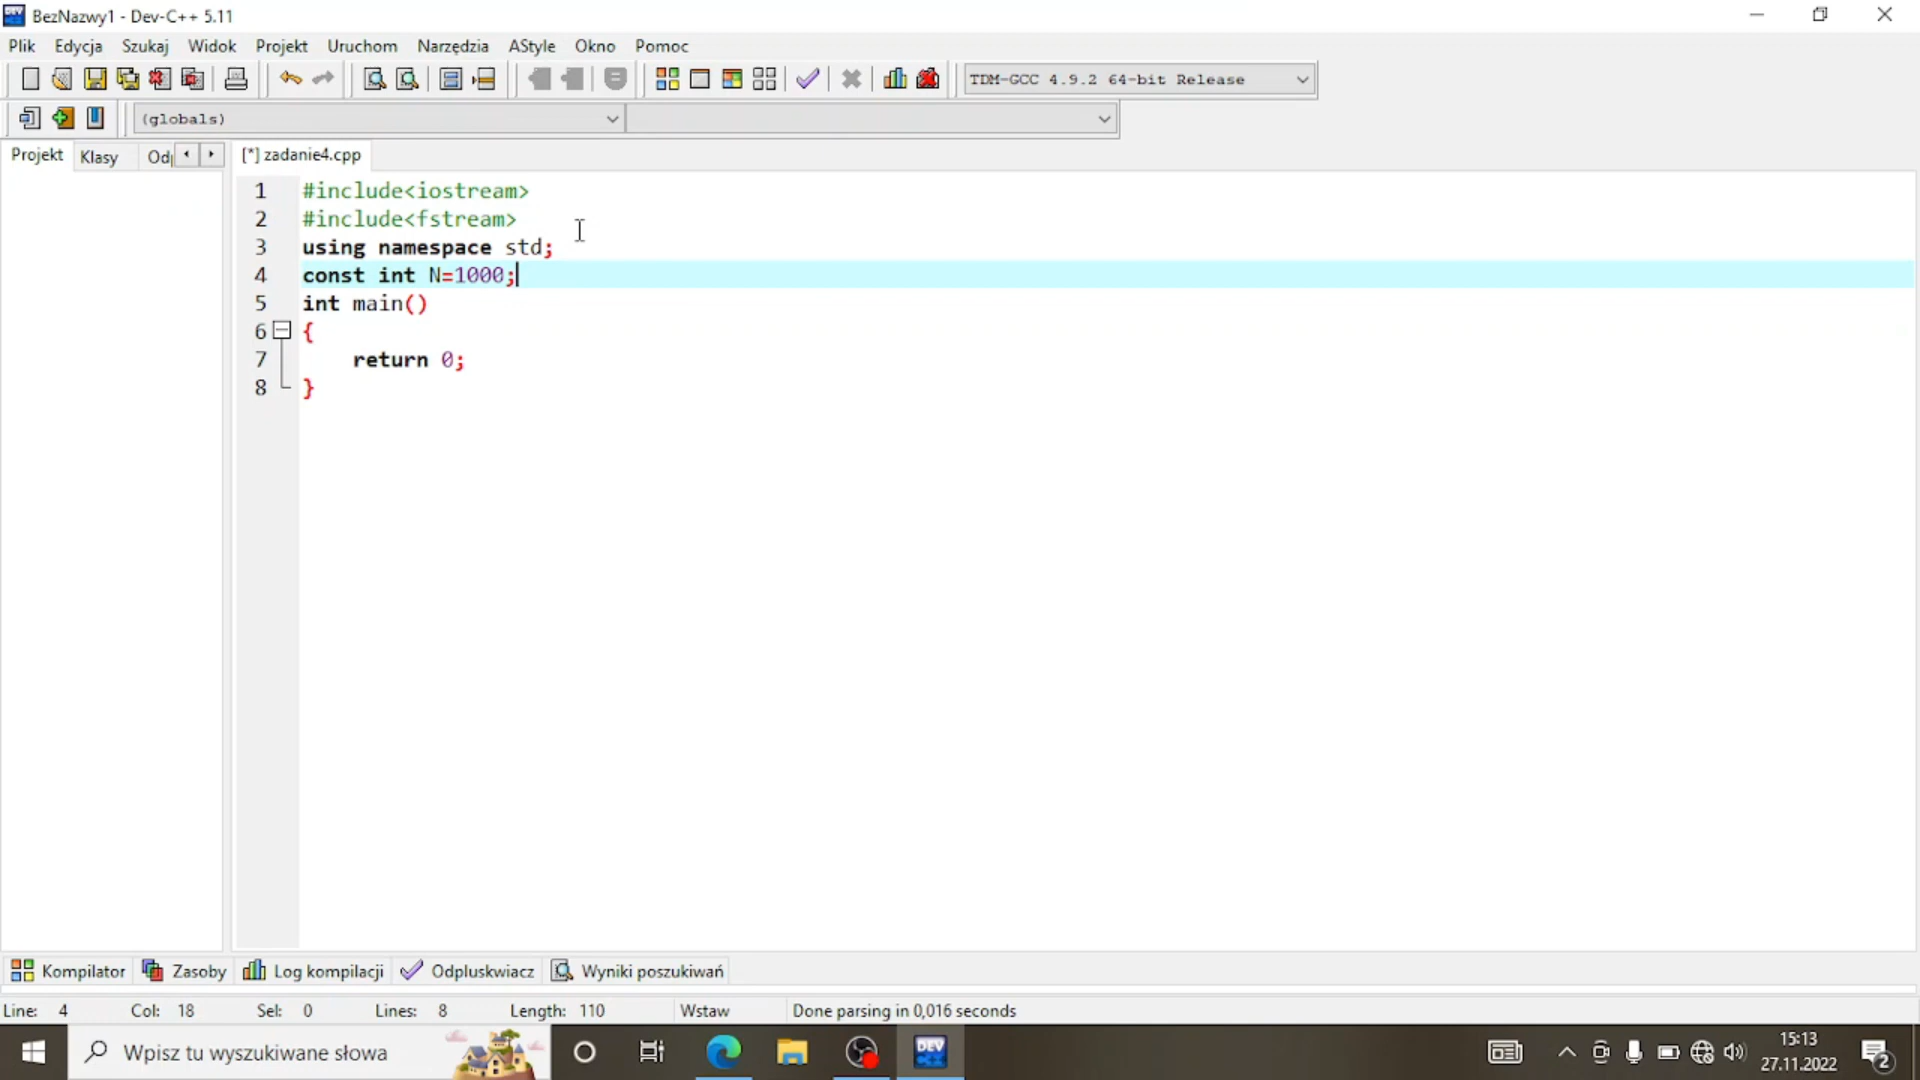 BezNazwy1 - Dev-C++ 5.11
Plik Edycja Szukaj Widok Projekt Uruchom Narzędzia AStyle Okno Pomoc
TDM-GCC 4.9.2 64-bit Release
(globals)
Projekt Klasy Odp [*] zadanie4.cpp
1 #include<iostream>
2 #include<fstream>
3 using namespace std;
4 const int N=1000;
5 int main()
6 {
7 return 0;
8 }
Kompilator Zasoby Log kompilacji Odpluskwiacz Wyniki poszukiwań
Line: 4 Col: 18 Sel: 0 Lines: 8 Length: 110 Wstaw Done parsing in 0,016 seconds
Wpisz tu wyszukiwane słowa
DEV
15:13
27.11.2022
2